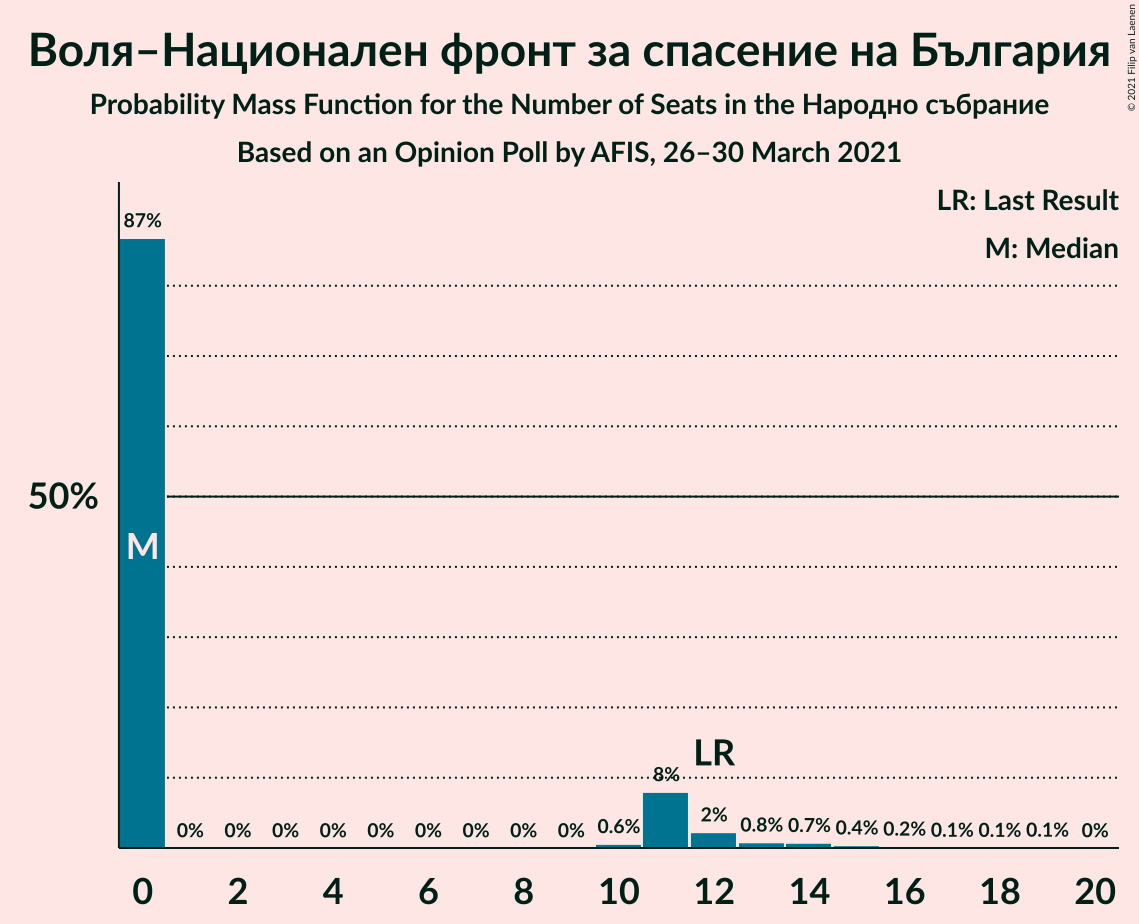 Воля–Национален фронт за спасение на България
Probability Mass Function for the Number of Seats in the Народно събрание
Based on an Opinion Poll by AFIS, 26–30 March 2021
© 2021 Filip van Laenen
LR: Last Result
M: Median
87%
50%
M
LR
0% 0% 0% 0% 0% 0% 0% 0% 0% 0.6% 8% 2% 0.8% 0.7% 0.4% 0.2% 0.1% 0.1% 0.1% 0%
0 2 4 6 8 10 12 14 16 18 20